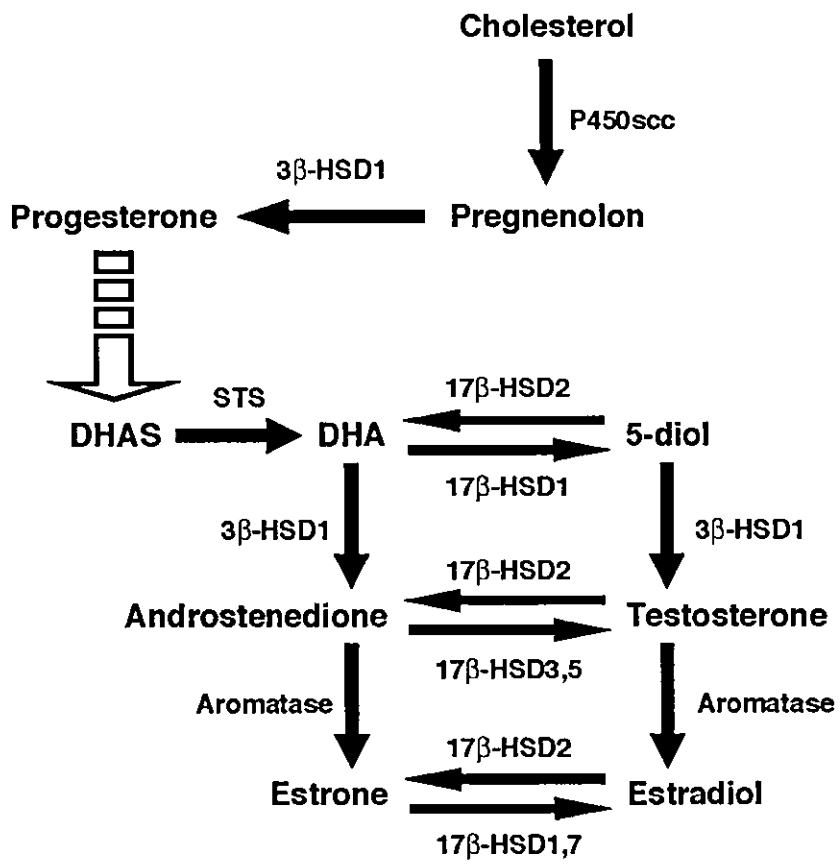 Cholesterol
P450scc
3β-HSD1
Progesterone
Pregnenolon
STS
17β-HSD2
DHAS
DHA
5-diol
17β-HSD1
3β-HSD1
3β-HSD1
17β-HSD2
Androstenedione
Testosterone
17β-HSD3,5
Aromatase
Aromatase
17β-HSD2
Estrone
Estradiol
17β-HSD1,7